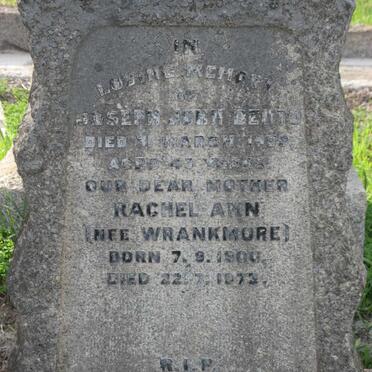 IN
LOVING MEMORY
OF
JOSEPH JOHN
DIED MARCH
AGED 47 YEARS
OUR DEAR MOTHER
RACHEL ANN
(NEE WRANKMORE)
BORN 7. 9. 1900.
DIED 22. 7. 1973.
R.I.P.